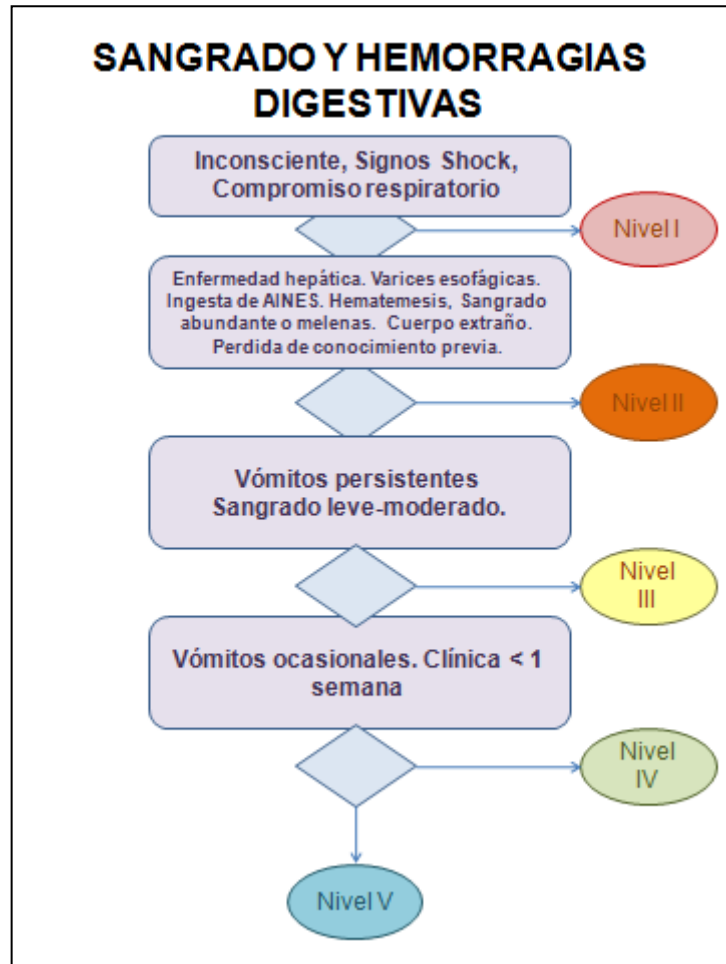 SANGRADO Y HEMORRAGIAS
DIGESTIVAS
Inconsciente, Signos Shock,
Compromiso respiratorio
Nivel I
Enfermedad hepática. Varices esofágicas.
Ingesta de AINES. Hematemesis, Sangrado
abundante o melenas. Cuerpo extraño.
Perdida de conocimiento previa.
Nivel II
Vómitos persistentes
Sangrado leve-moderado.
Nivel
III
Vómitos ocasionales. Clínica < 1
semana
Nivel
IV
Nivel V